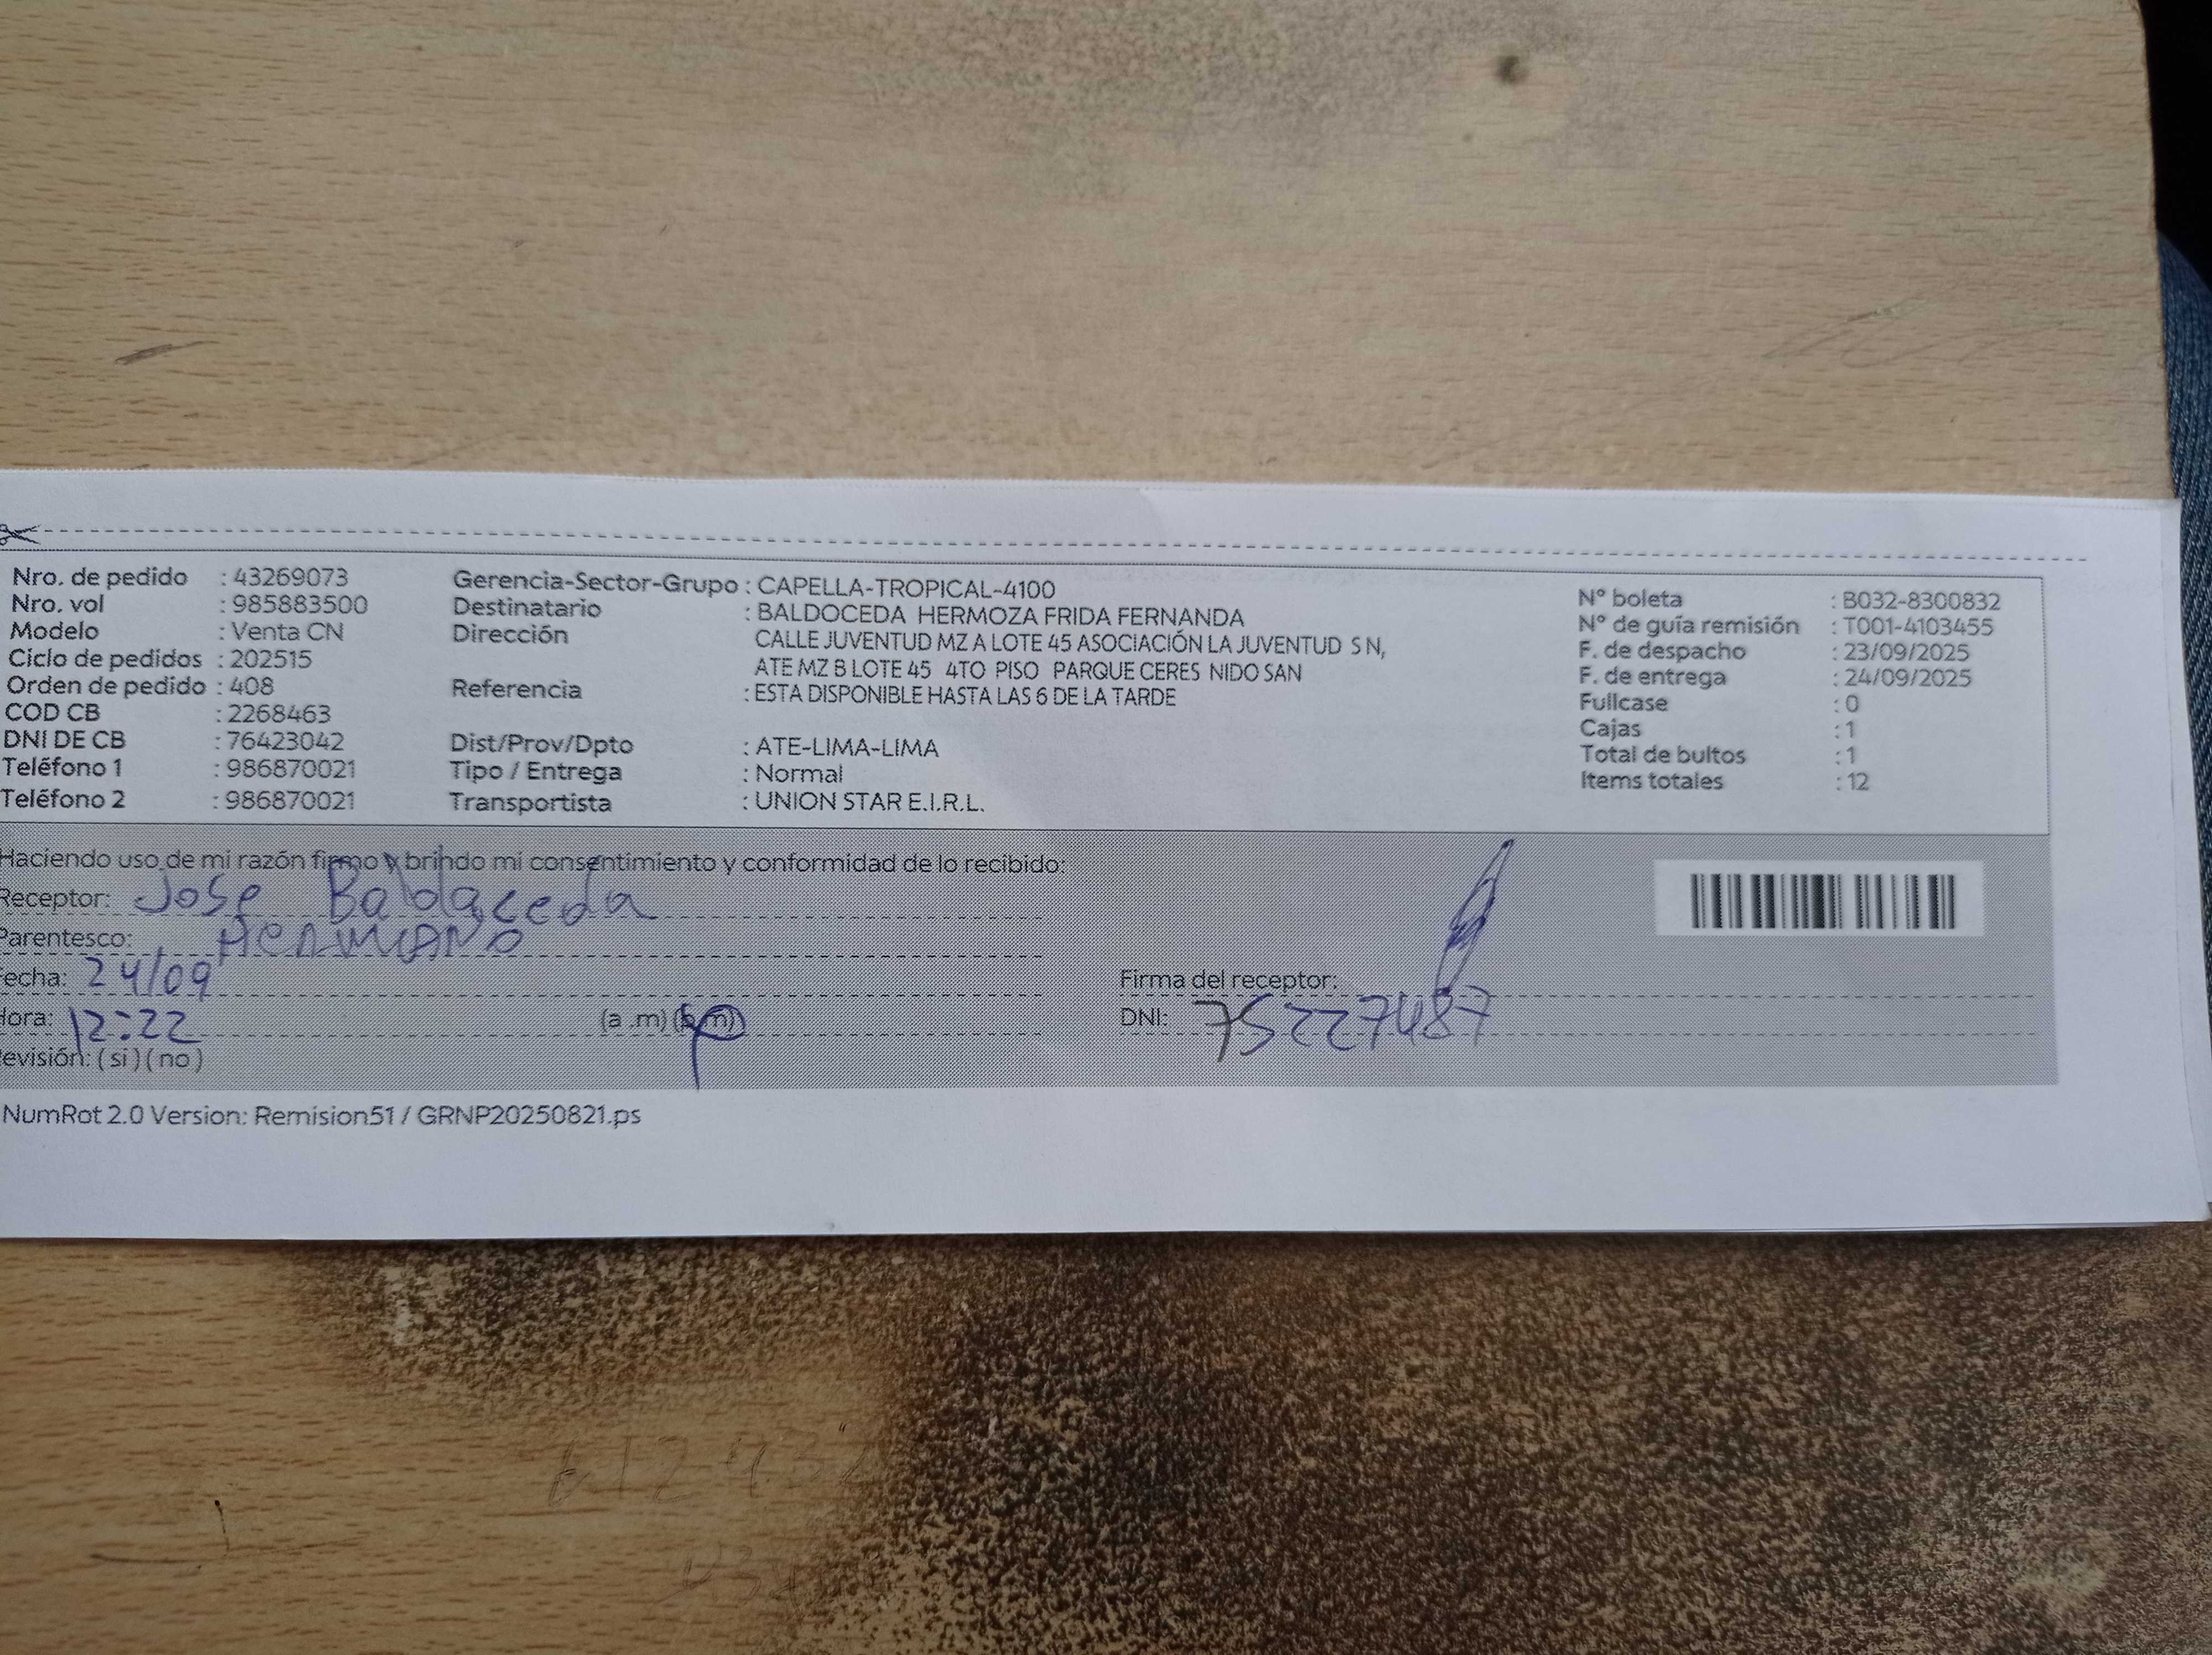 Nro. de pedido : 43269073
Nro. vol : 985883500
Modelo : Venta CN
Ciclo de pedidos : 202515
Orden de pedido : 408
COD CB : 2268463
DNI DE CB : 76423042
Teléfono 1 : 986870021
Teléfono 2 : 986870021
Gerencia-Sector-Grupo : CAPELLA-TROPICAL-4100
Destinatario : BALDOCEDA HERMOZA FRIDA FERNANDA
Dirección CALLE JUVENTUD MZ A LOTE 45 ASOCIACIÓN LA JUVENTUD S N,
ATE MZ B LOTE 45 4TO PISO PARQUE CERES NIDO SAN
Referencia : ESTA DISPONIBLE HASTA LAS 6 DE LA TARDE
Dist/Prov/Dpto : ATE-LIMA-LIMA
Tipo / Entrega : Normal
Transportista : UNION STAR E.I.R.L.
N° boleta : B032-8300832
N° de guía remisión : T001-4103455
F. de despacho : 23/09/2025
F. de entrega : 24/09/2025
Fullcase : 0
Cajas : 1
Total de bultos : 1
Items totales : 12
Haciendo uso de mi razón firmo y brindo mi consentimiento y conformidad de lo recibido:
Receptor: Jose Baldoceda
Parentesco: Hermano
Fecha: 24/09
Hora: 12:22 (a .m) (p.m)
Revisión: ( si ) ( no )
Firma del receptor:
DNI: 75227487
NumRot 2.0 Version: Remision51 / GRNP20250821.ps